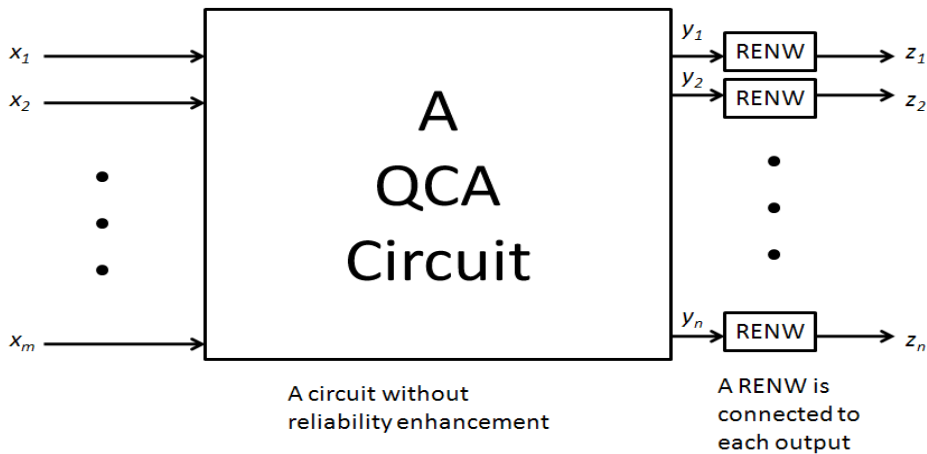 x1
x2
xm
A
QCA
Circuit
y1
RENW
z1
y2
RENW
z2
yn
RENW
zn
A circuit without
reliability enhancement
A RENW is
connected to
each output